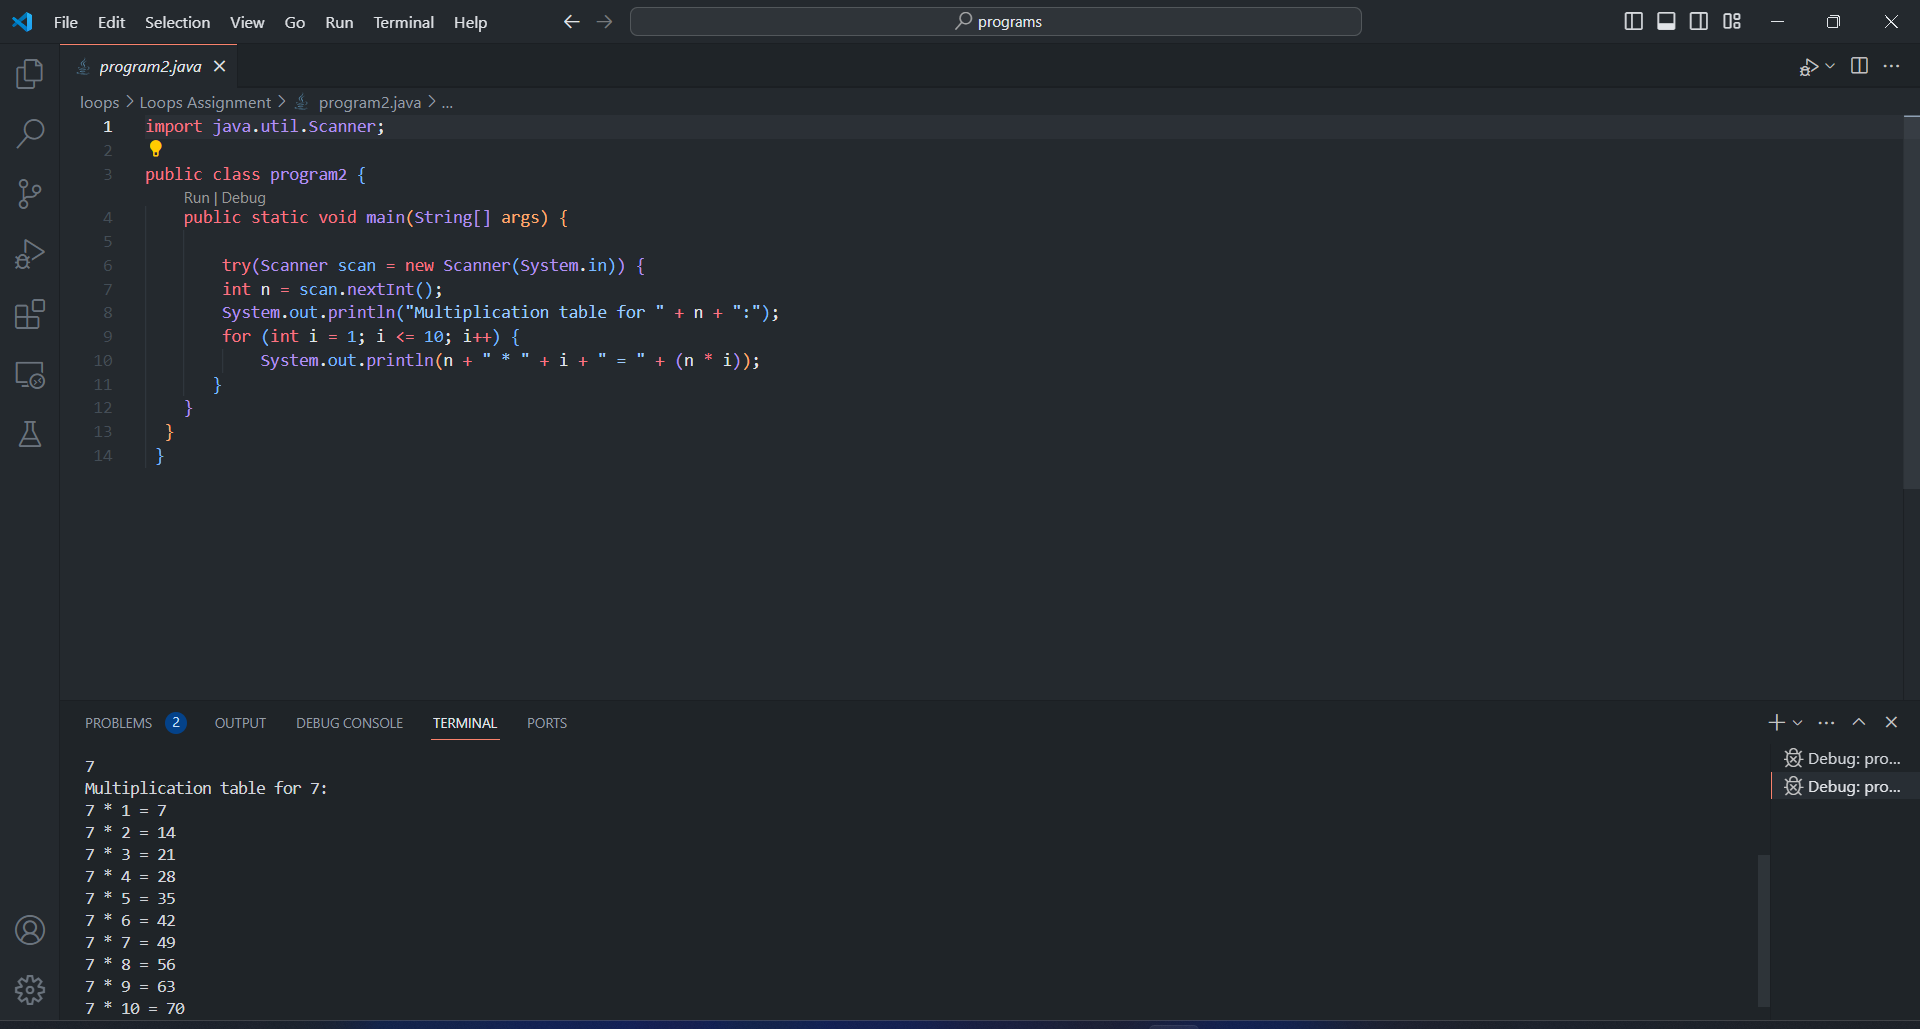 File Edit Selection View Go Run Terminal Help programs
program2.java
loops > Loops Assignment > program2.java > ...
1 import java.util.Scanner;
2
3 public class program2 {
Run | Debug
4 public static void main(String[] args) {
5
6 try(Scanner scan = new Scanner(System.in)) {
7 int n = scan.nextInt();
8 System.out.println("Multiplication table for " + n + ":");
9 for (int i = 1; i <= 10; i++) {
10 System.out.println(n + " * " + i + " = " + (n * i));
11 }
12 }
13 }
14 }
PROBLEMS 2 OUTPUT DEBUG CONSOLE TERMINAL PORTS
7
Multiplication table for 7:
7 * 1 = 7
7 * 2 = 14
7 * 3 = 21
7 * 4 = 28
7 * 5 = 35
7 * 6 = 42
7 * 7 = 49
7 * 8 = 56
7 * 9 = 63
7 * 10 = 70
Debug: pro...
Debug: pro...